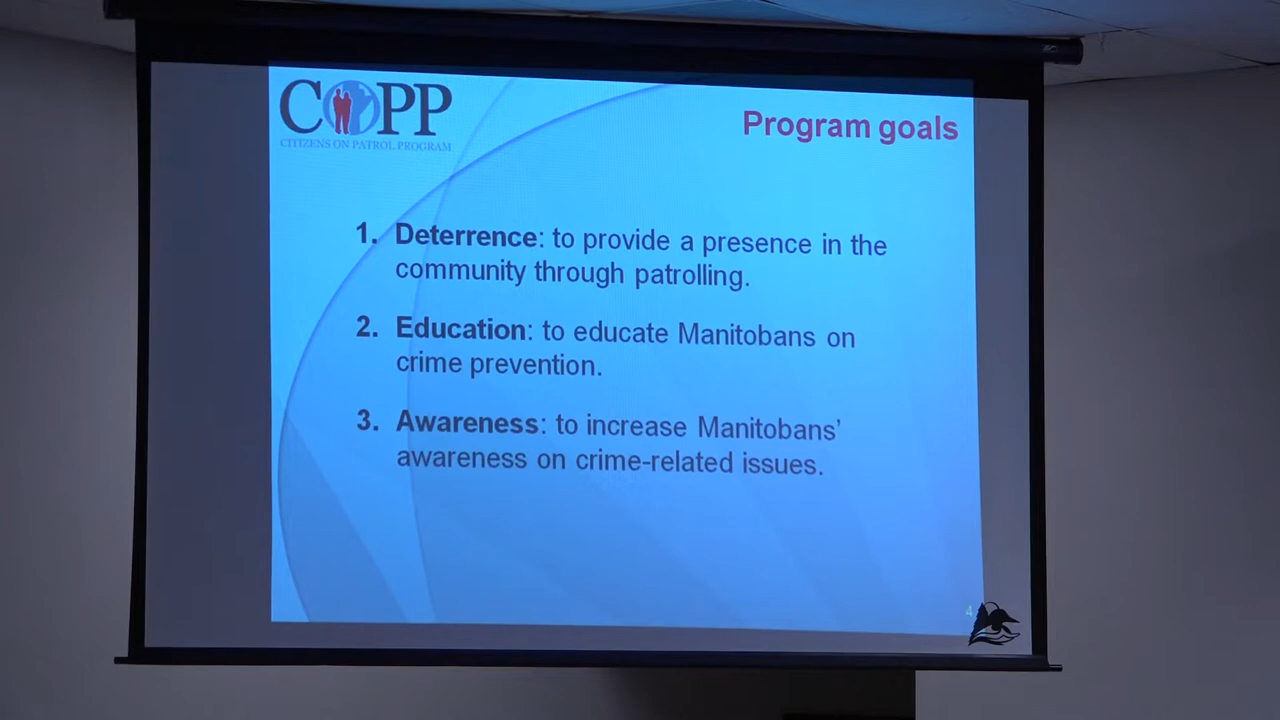 COPP
CITIZENS ON PATROL PROGRAM
Program goals
1. Deterrence: to provide a presence in the
community through patrolling.
2. Education: to educate Manitobans on
crime prevention.
3. Awareness: to increase Manitobans’
awareness on crime-related issues.
4